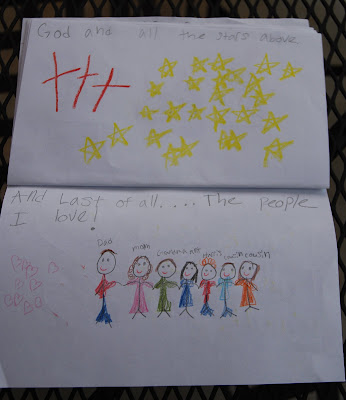 God and all the stars above
And Last of all.... The people
I love!
Dad mom